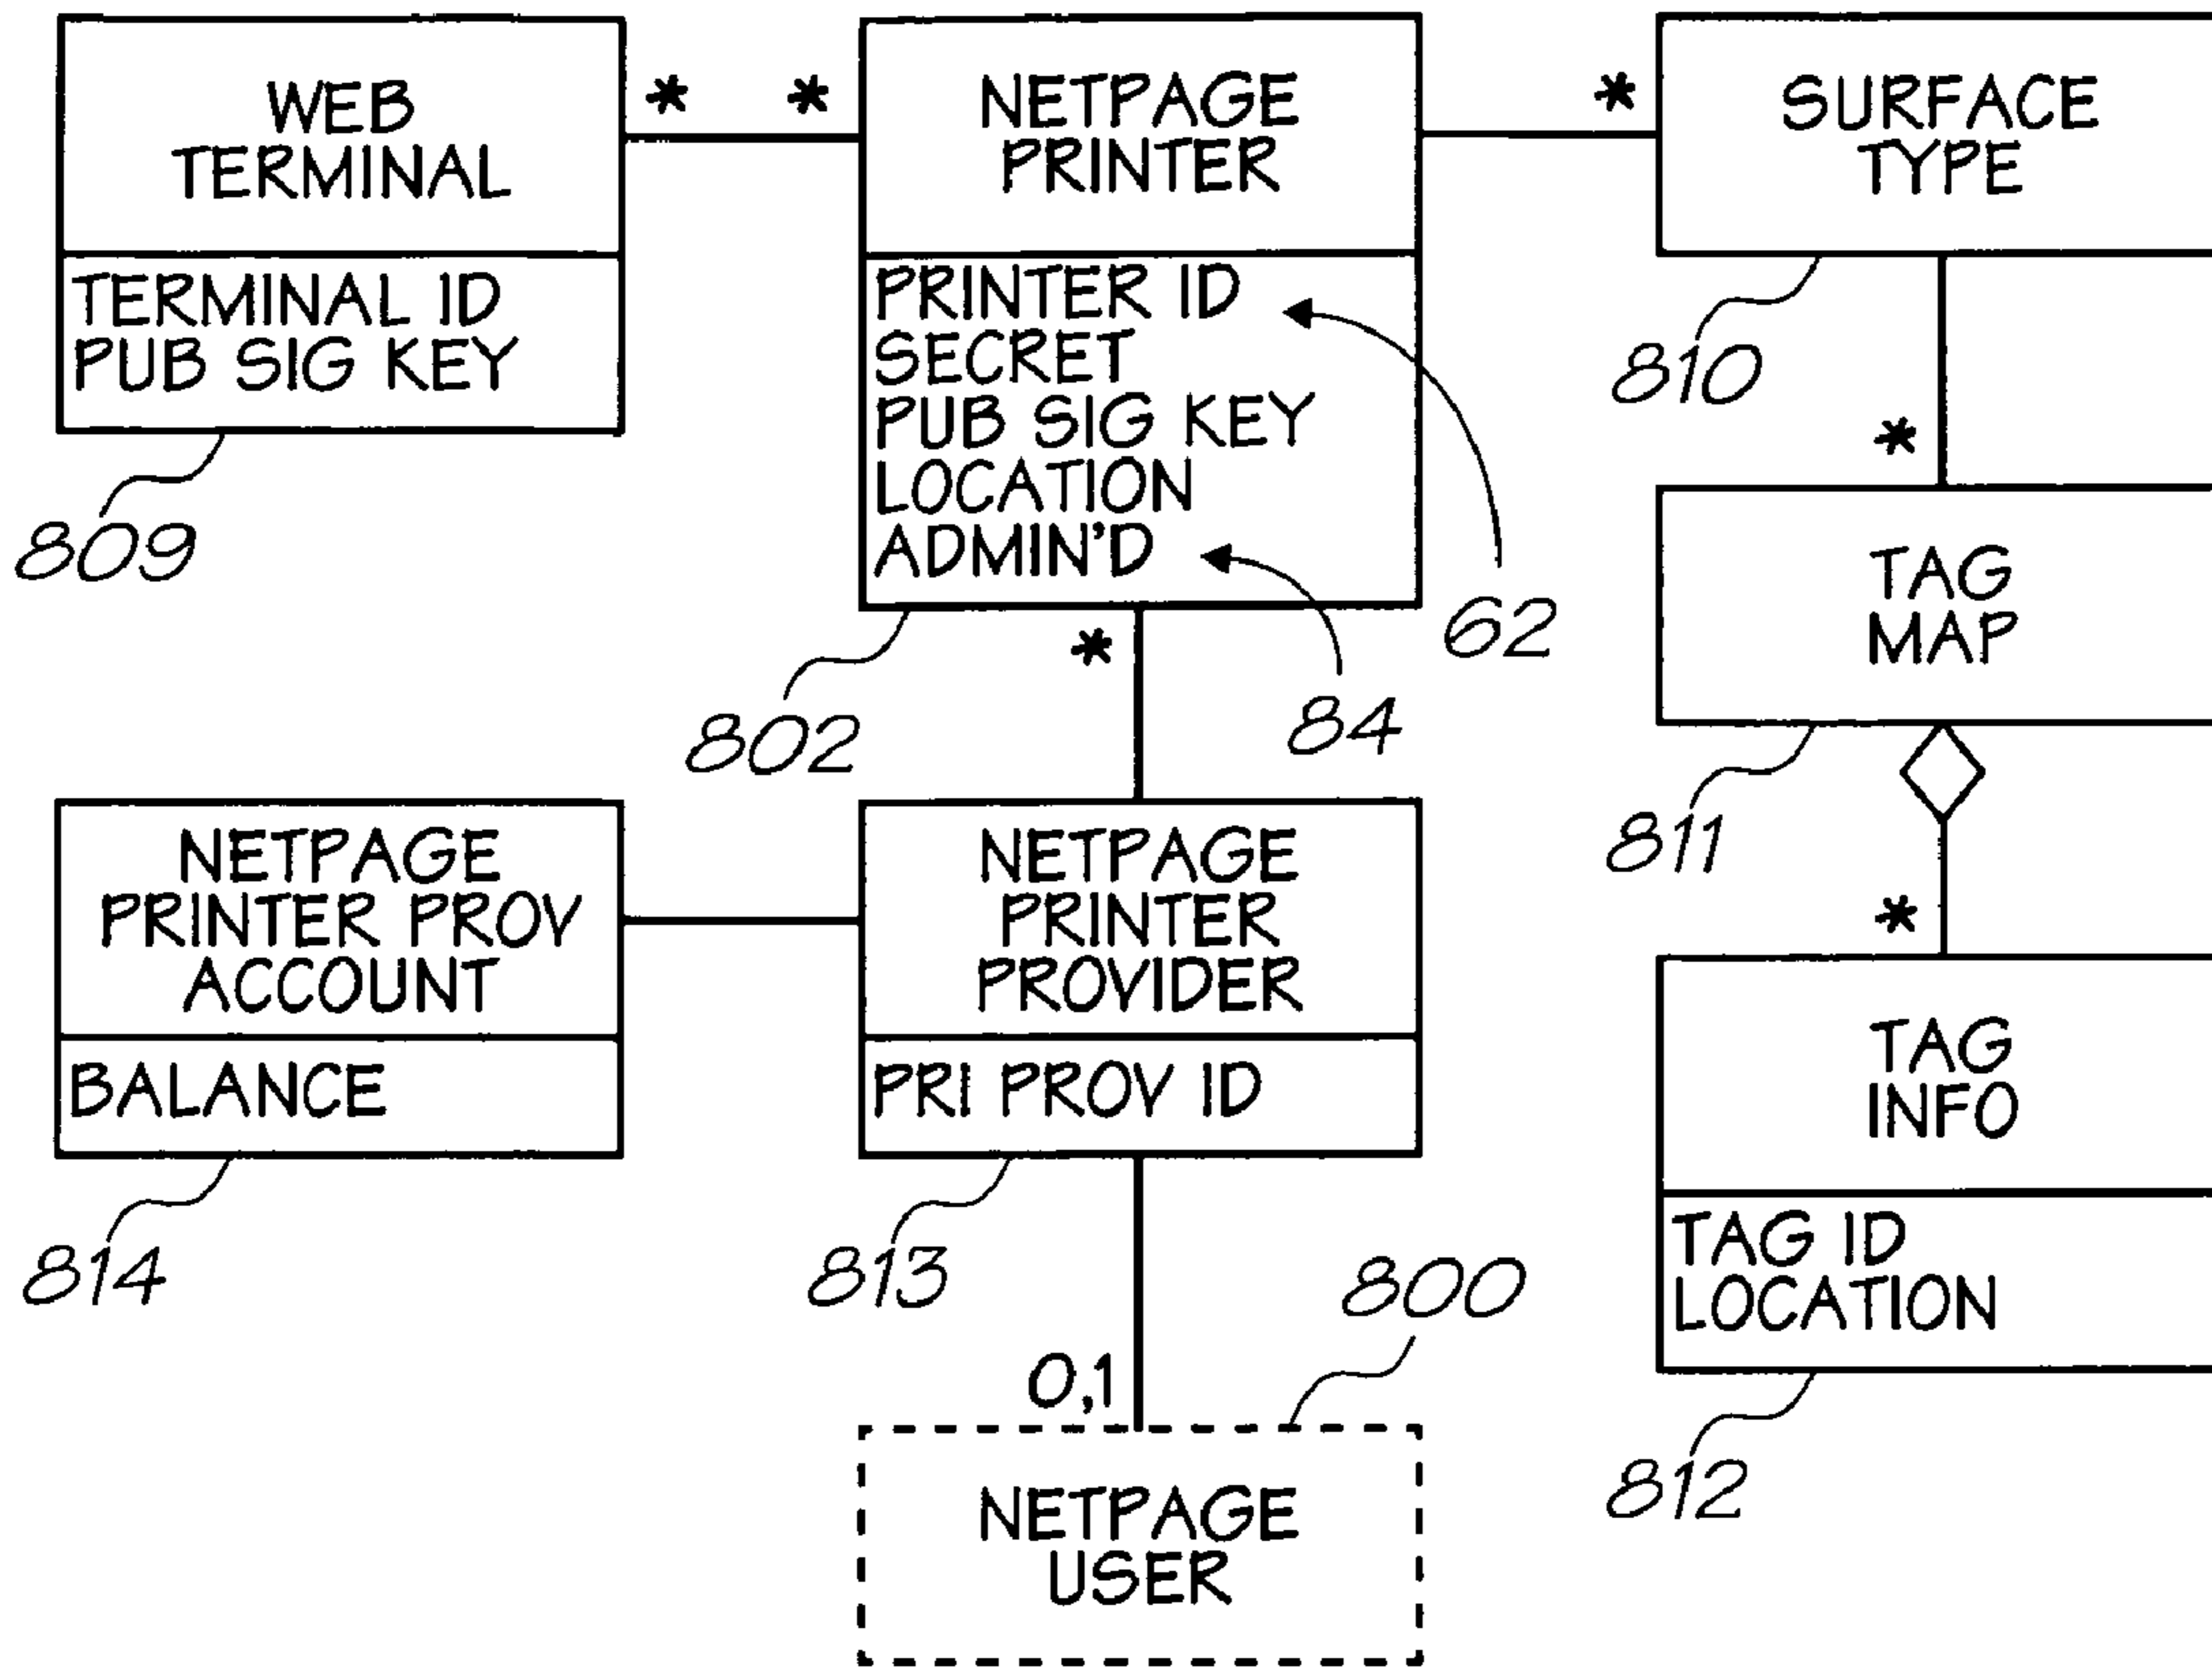 WEB
TERMINAL
TERMINAL ID
PUB SIG KEY
809
*
*
NETPAGE
PRINTER
PRINTER ID
SECRET
PUB SIG KEY
LOCATION
ADMIN'D
62
84
802
*
*
SURFACE
TYPE
810
*
TAG
MAP
811
*
TAG
INFO
TAG ID
LOCATION
812
NETPAGE
PRINTER PROV
ACCOUNT
BALANCE
814
NETPAGE
PRINTER
PROVIDER
PRI PROV ID
813
800
0,1
NETPAGE
USER